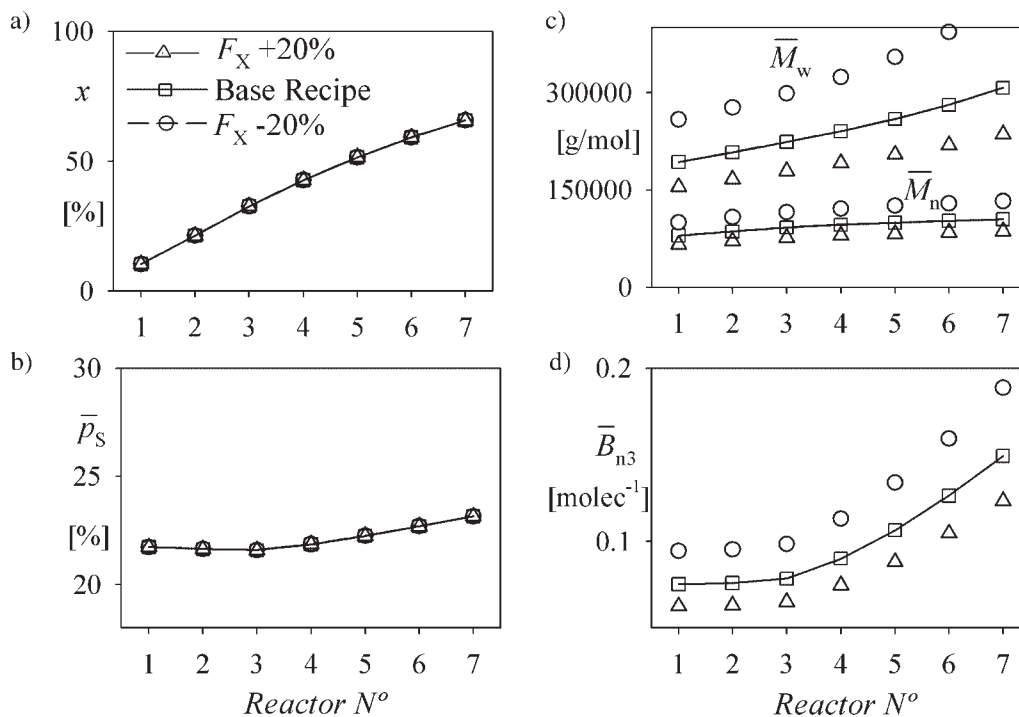 a)
100
x
50
[%]
0
F_X +20%
Base Recipe
F_X -20%
1 2 3 4 5 6 7
b)
30
p̅_S
25
[%]
20
1 2 3 4 5 6 7
Reactor Nº
c)
M̅_w
300000
[g/mol]
150000
M̅_n
0
1 2 3 4 5 6 7
d)
0.2
B̅_n3
[molec⁻¹]
0.1
1 2 3 4 5 6 7
Reactor Nº